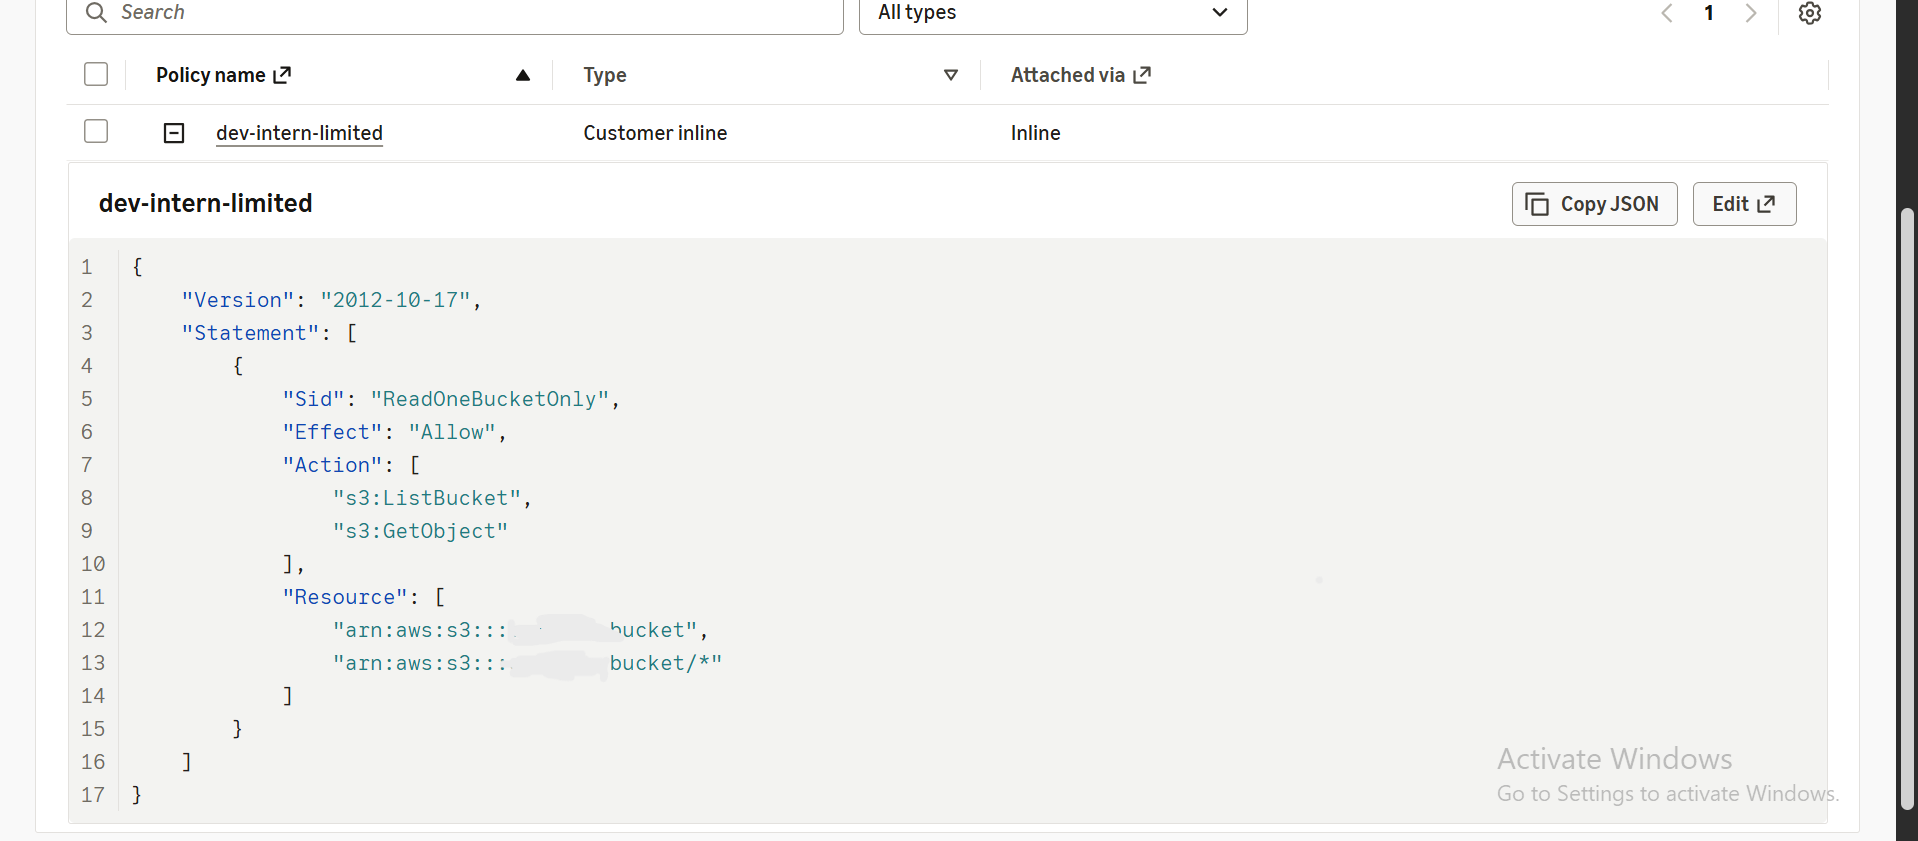 Search
All types
1
Policy name
Type
Attached via
dev-intern-limited
Customer inline
Inline
dev-intern-limited
Copy JSON
Edit
1 {
2 "Version": "2012-10-17",
3 "Statement": [
4 {
5 "Sid": "ReadOneBucketOnly",
6 "Effect": "Allow",
7 "Action": [
8 "s3:ListBucket",
9 "s3:GetObject"
10 ],
11 "Resource": [
12 "arn:aws:s3::: bucket",
13 "arn:aws:s3::: bucket/*"
14 ]
15 }
16 ]
17 }
Activate Windows
Go to Settings to activate Windows.